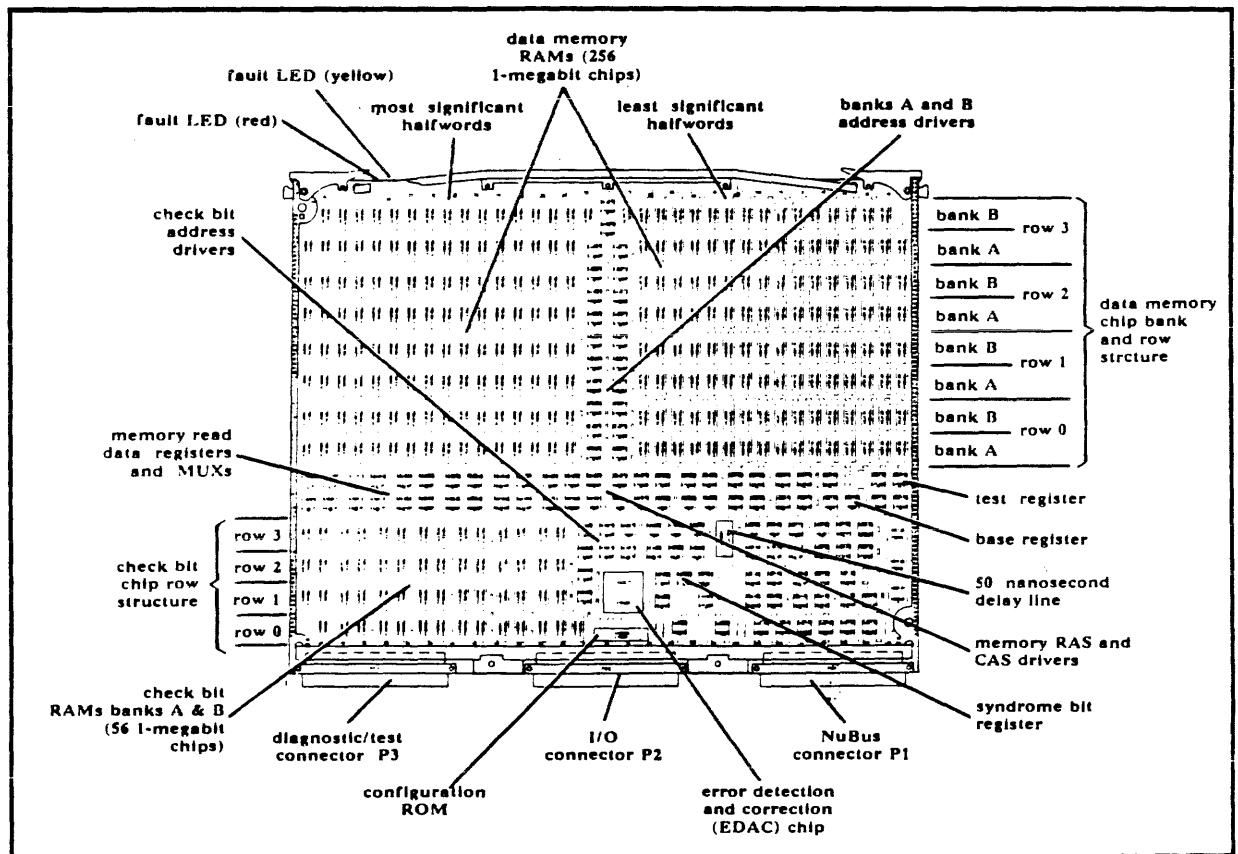 data memory
RAMs (256
1-megabit chips)
fault LED (yellow)
fault LED (red)
most significant
halfwords
least significant
halfwords
banks A and B
address drivers
check bit
address
drivers
bank B
row 3
bank A
bank B
row 2
bank A
bank B
row 1
bank A
bank B
row 0
bank A
data memory
chip bank
and row
strcture
memory read
data registers
and MUXs
test register
base register
row 3
row 2
row 1
row 0
check bit
chip row
structure
50 nanosecond
delay line
memory RAS and
CAS drivers
syndrome bit
register
check bit
RAMs banks A & B
(56 1-megabit
chips)
diagnostic/test
connector P3
I/O
connector P2
NuBus
connector P1
configuration
ROM
error detection
and correction
(EDAC) chip